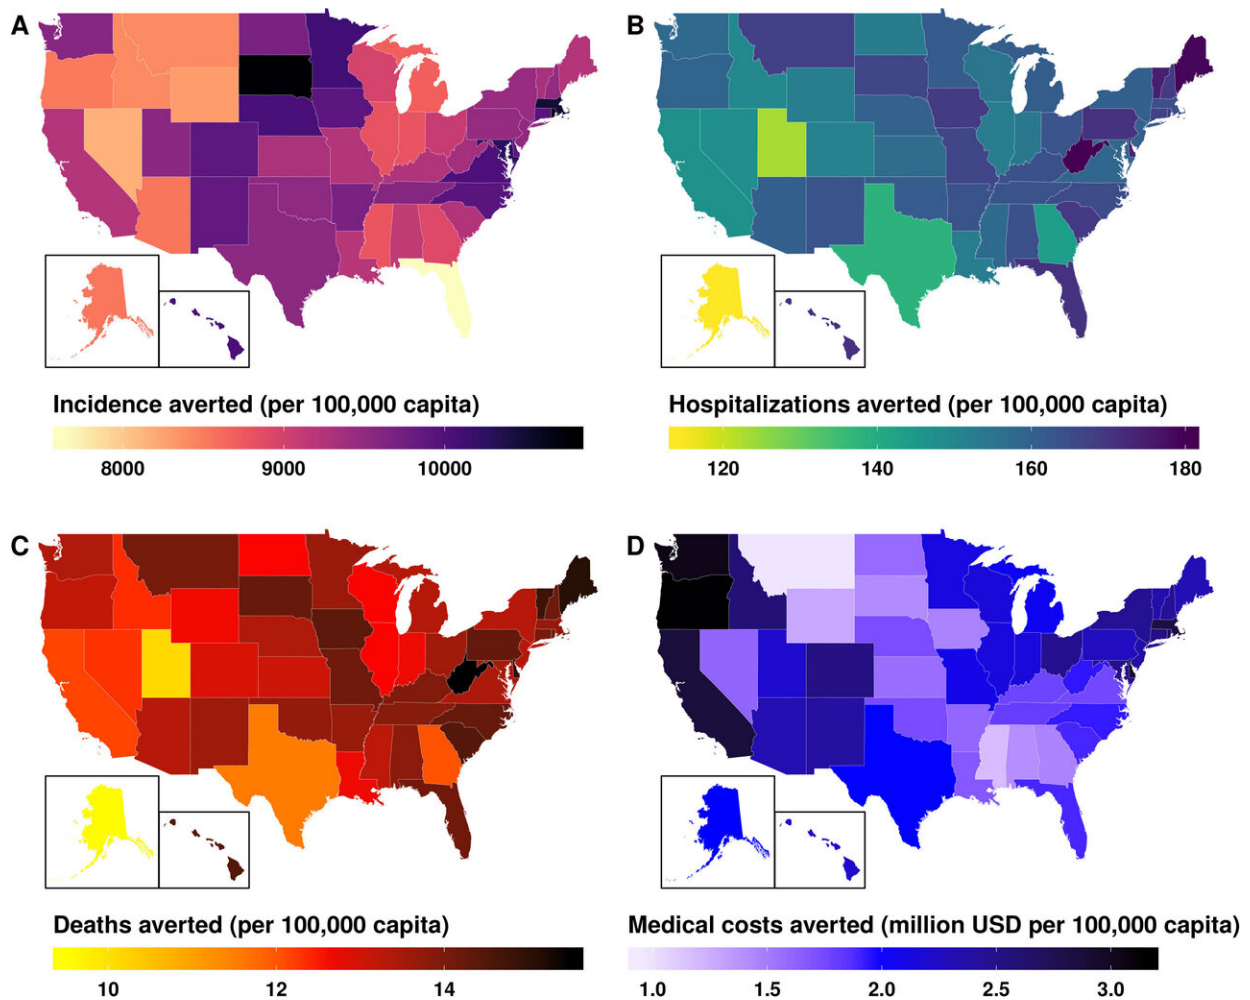 A
B
Incidence averted (per 100,000 capita)
8000 9000 10000
Hospitalizations averted (per 100,000 capita)
120 140 160 180
C
D
Deaths averted (per 100,000 capita)
10 12 14
Medical costs averted (million USD per 100,000 capita)
1.0 1.5 2.0 2.5 3.0